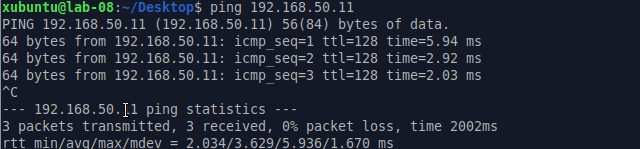 xubuntu@lab-08:~/Desktop$ ping 192.168.50.11
PING 192.168.50.11 (192.168.50.11) 56(84) bytes of data.
64 bytes from 192.168.50.11: icmp_seq=1 ttl=128 time=5.94 ms
64 bytes from 192.168.50.11: icmp_seq=2 ttl=128 time=2.92 ms
64 bytes from 192.168.50.11: icmp_seq=3 ttl=128 time=2.03 ms
^C
--- 192.168.50.11 ping statistics ---
3 packets transmitted, 3 received, 0% packet loss, time 2002ms
rtt min/avg/max/mdev = 2.034/3.629/5.936/1.670 ms